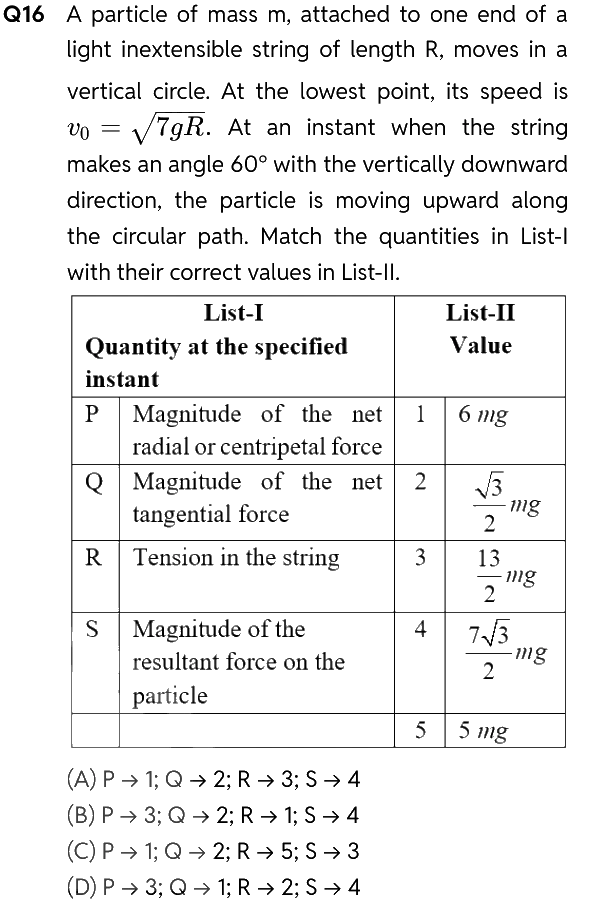 Q16 A particle of mass m, attached to one end of a
light inextensible string of length R, moves in a
vertical circle. At the lowest point, its speed is
v₀ = √(7gR). At an instant when the string
makes an angle 60° with the vertically downward
direction, the particle is moving upward along
the circular path. Match the quantities in List-I
with their correct values in List-II.
List-I List-II
Quantity at the specified Value
instant
P Magnitude of the net 1 6 mg
radial or centripetal force
Q Magnitude of the net 2 √3/2 mg
tangential force
R Tension in the string 3 13/2 mg
S Magnitude of the 4 7√3/2 mg
resultant force on the
particle
5 5 mg
(A) P → 1; Q → 2; R → 3; S → 4
(B) P → 3; Q → 2; R → 1; S → 4
(C) P → 1; Q → 2; R → 5; S → 3
(D) P → 3; Q → 1; R → 2; S → 4